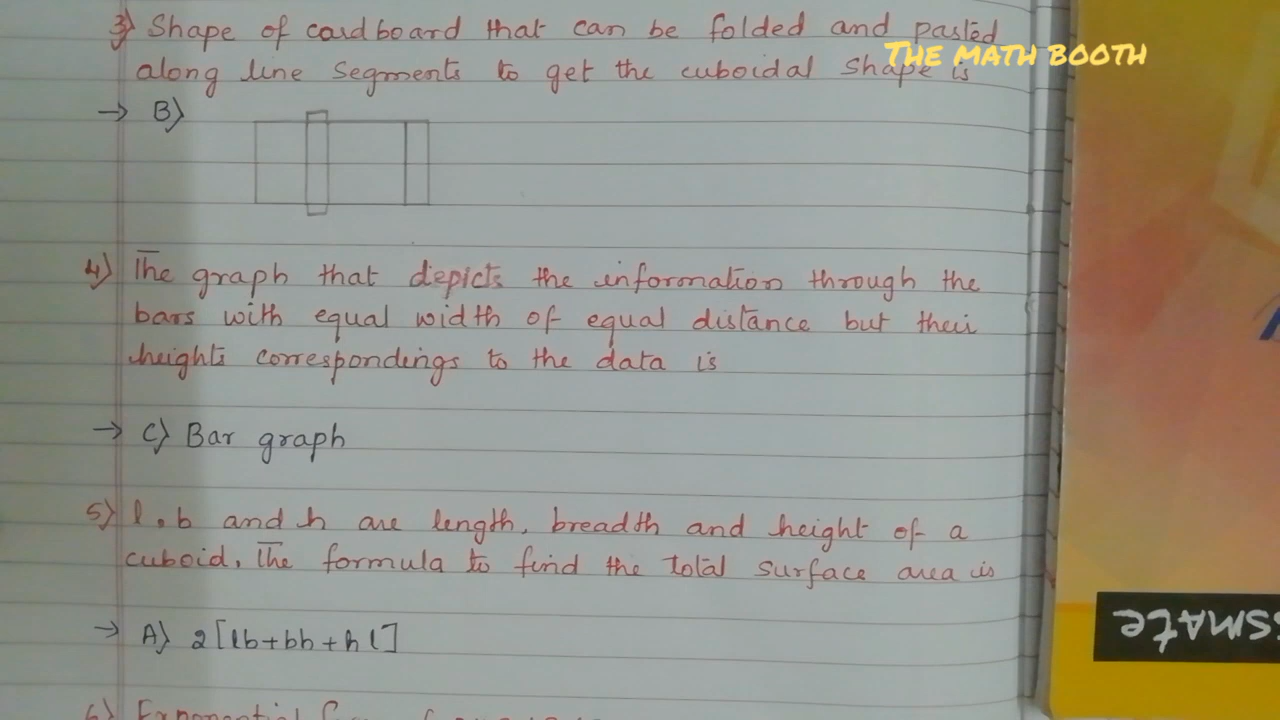 3) Shape of cardboard that can be folded and pasted
THE MATH BOOTH
along line segments to get the cuboidal shape is
→ B)
4) The graph that depicts the information through the
bars with equal width of equal distance but their
heights correspondings to the data is
→ C) Bar graph
5) l, b and h are length, breadth and height of a
cuboid, The formula to find the total surface area is
→ A) 2[lb+bh+hl]
6) Exponential